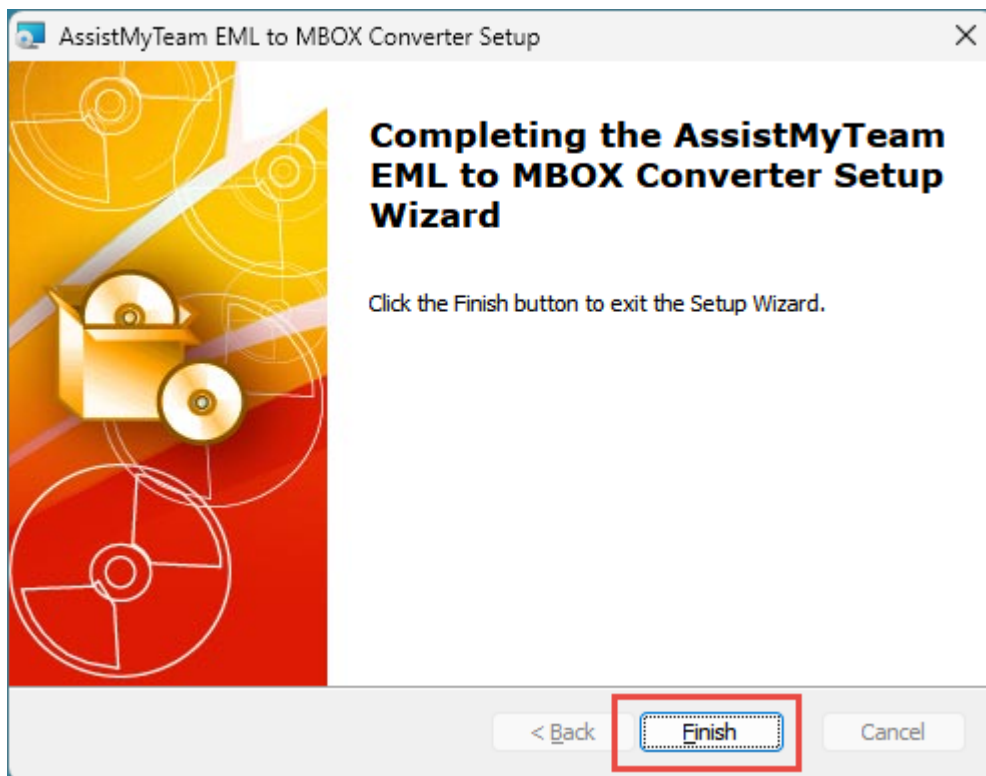 AssistMyTeam EML to MBOX Converter Setup
Completing the AssistMyTeam
EML to MBOX Converter Setup
Wizard
Click the Finish button to exit the Setup Wizard.
< Back
Finish
Cancel